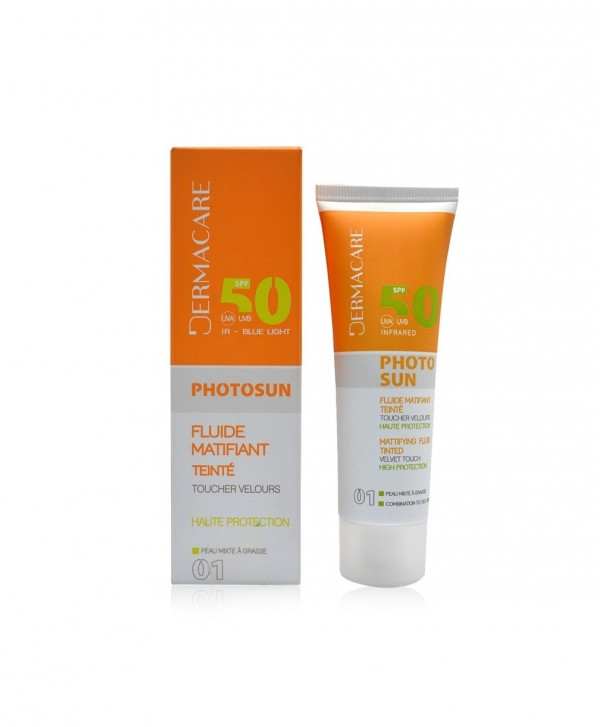 DERMACARE
SPF
50
UVA UVB
IR - BLUE LIGHT
PHOTOSUN
FLUIDE
MATIFIANT
TEINTÉ
TOUCHER VELOURS
HAUTE PROTECTION
PEAU MIXTE À GRASSE
01
DERMACARE
SPF
50
UVA UVB
INFRARED
PHOTO
SUN
FLUIDE MATIFIANT
TEINTÉ
TOUCHER VELOURS
HAUTE PROTECTION
MATTIFYING FLUID
TINTED
VELVET TOUCH
HIGH PROTECTION
01
PEAU MIXTE À GRASSE
COMBINATION TO